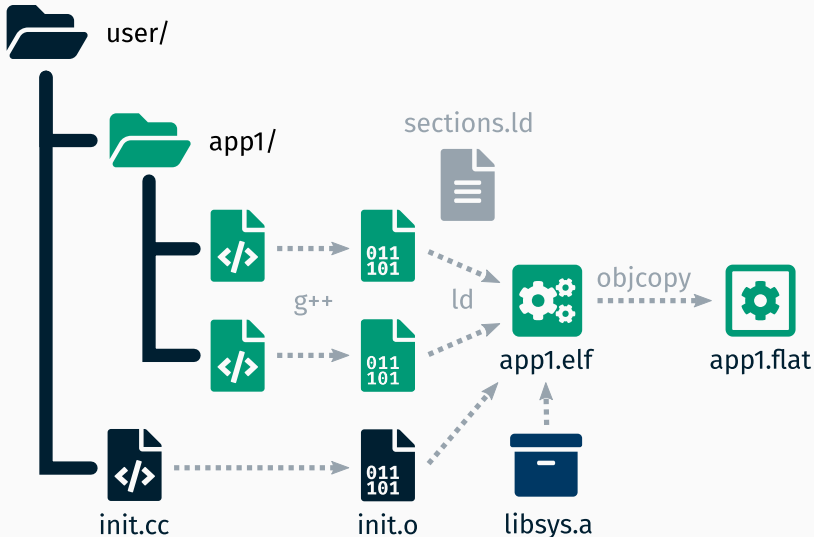 user/
app1/
sections.ld
011
101
g++
ld
objcopy
011
101
app1.elf
app1.flat
011
101
init.cc
init.o
libsys.a